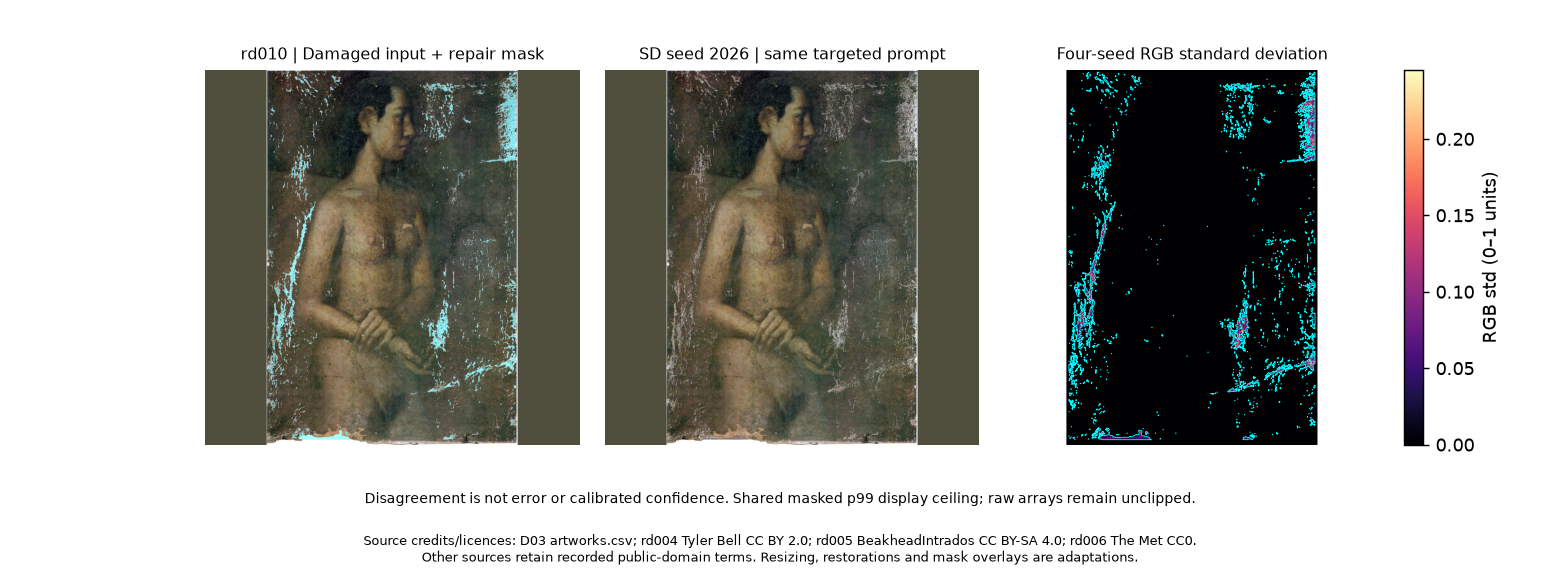 rd010 | Damaged input + repair mask
SD seed 2026 | same targeted prompt
Four-seed RGB standard deviation
0.20
0.15
0.10
0.05
0.00
RGB std (0–1 units)
Disagreement is not error or calibrated confidence. Shared masked p99 display ceiling; raw arrays remain unclipped.
Source credits/licences: D03 artworks.csv; rd004 Tyler Bell CC BY 2.0; rd005 BeakheadIntrados CC BY-SA 4.0; rd006 The Met CC0.
Other sources retain recorded public-domain terms. Resizing, restorations and mask overlays are adaptations.